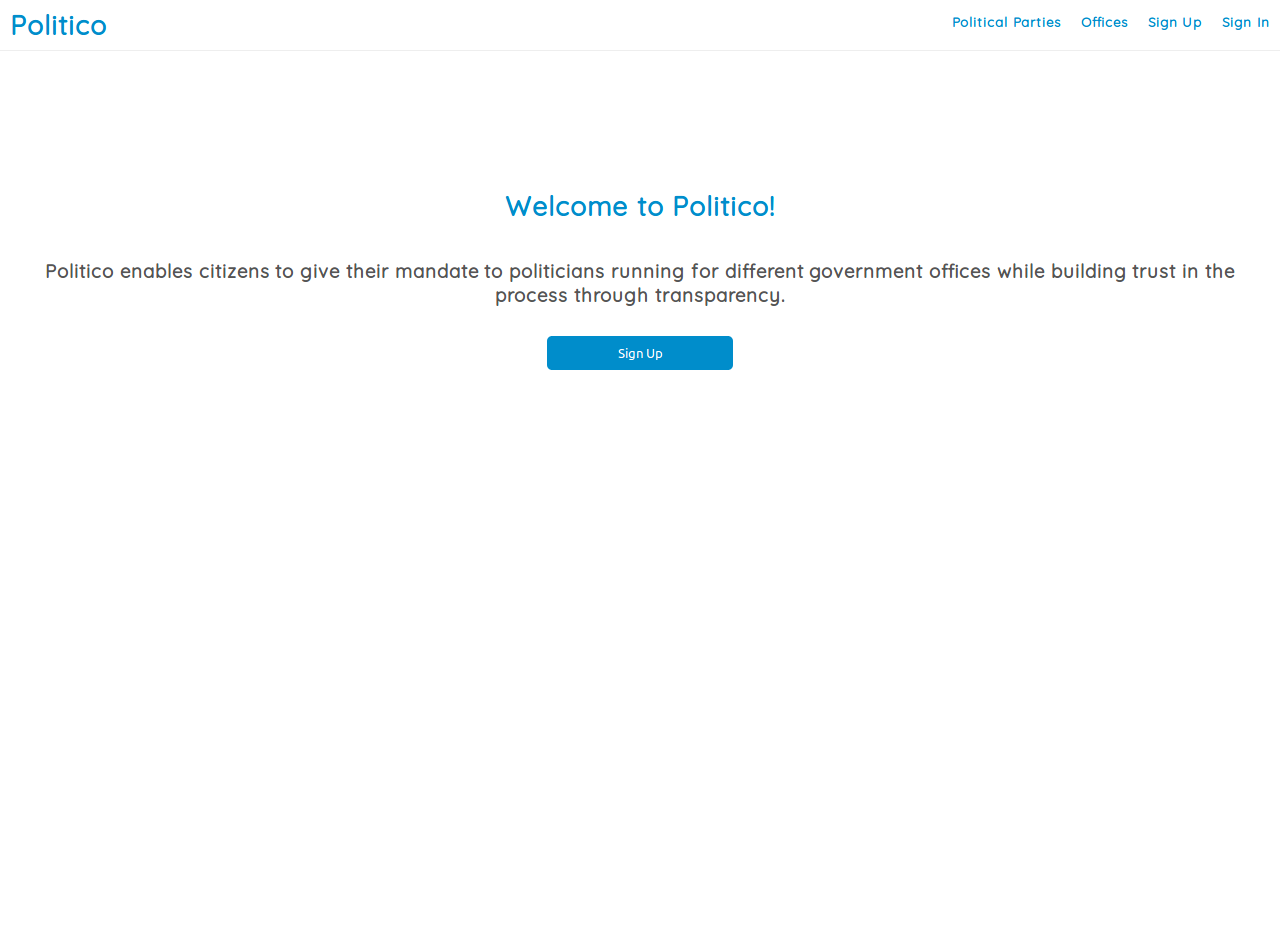 Politico
Political Parties
Offices
Sign Up
Sign In
Welcome to Politico!
Politico enables citizens to give their mandate to politicians running for different government offices while building trust in the
process through transparency.
Sign Up